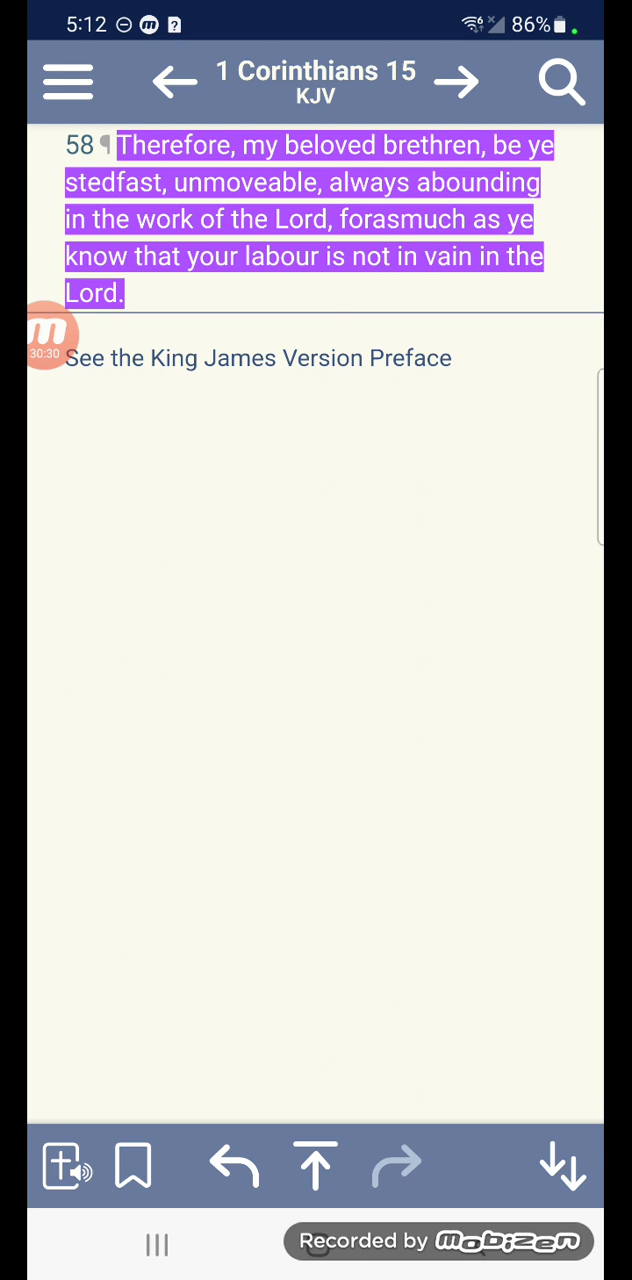 5:12 86%
1 Corinthians 15
KJV
58 ¶ Therefore, my beloved brethren, be ye
stedfast, unmoveable, always abounding
in the work of the Lord, forasmuch as ye
know that your labour is not in vain in the
Lord.
30:30
See the King James Version Preface
Recorded by mobizen